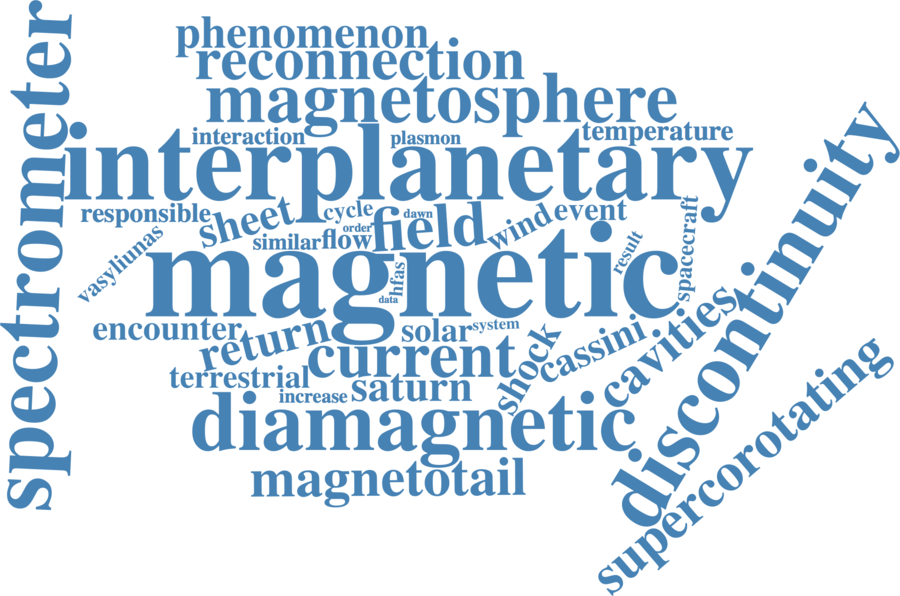 spectrometer
phenomenon
reconnection
magnetosphere
interaction
plasmon
temperature
interplanetary
responsible
sheet
cycle
dawn
order
field
wind
event
similar
flow
vasyliunas
magnetic
hfas
data
result
spacecraft
discontinuity
encounter
return
solar
system
current
shock
cassini
cavities
terrestrial
increase
saturn
diamagnetic
magnetotail
supercorotating